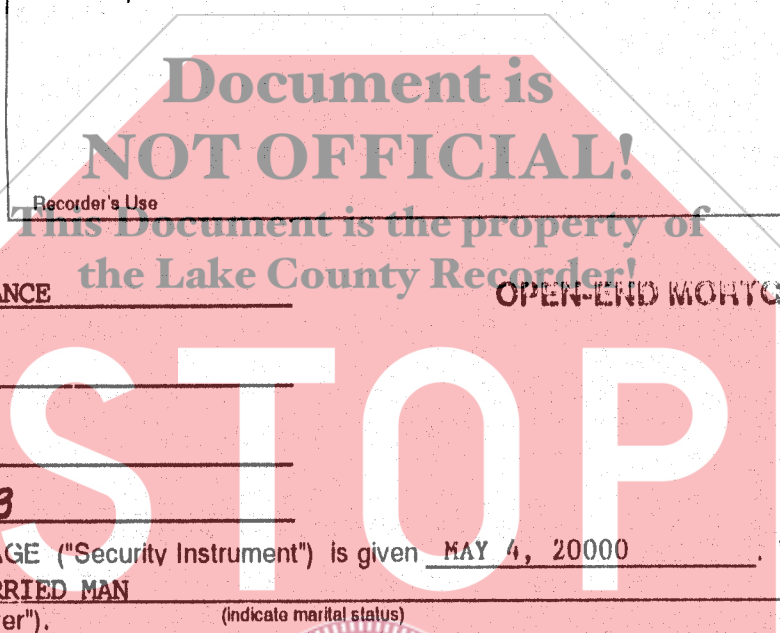 Document is
NOT OFFICIAL!
Recorder's Use
This Document is the property of
the Lake County Recorder!
ANCE
OPEN-END MORTG
STOP
3
AGE ("Security Instrument") is given MAY 4, 20000 .
RRIED MAN
er"). (indicate marital status)